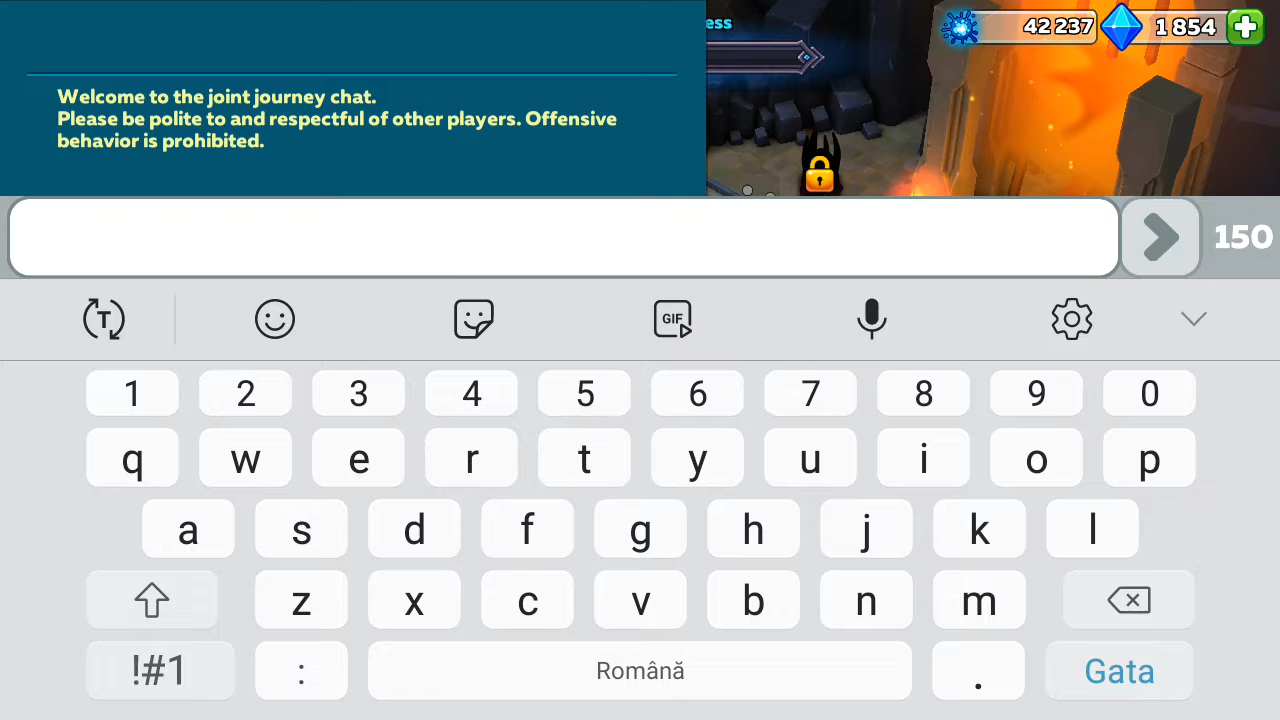 ess
42 237
1 854
Welcome to the joint journey chat.
Please be polite to and respectful of other players. Offensive
behavior is prohibited.
150
T
GIF
1 2 3 4 5 6 7 8 9 0
q w e r t y u i o p
a s d f g h j k l
z x c v b n m
!#1 : Română . Gata